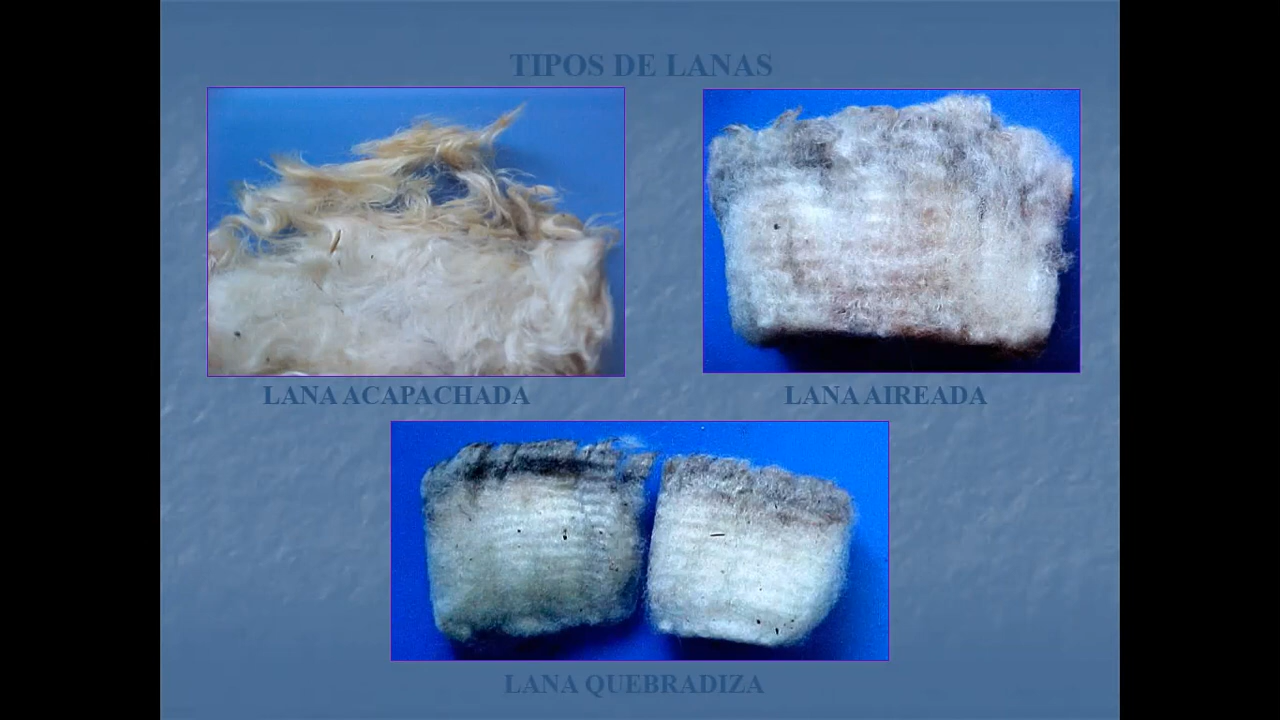 TIPOS DE LANAS
LANA ACAPACHADA
LANA AIREADA
LANA QUEBRADIZA